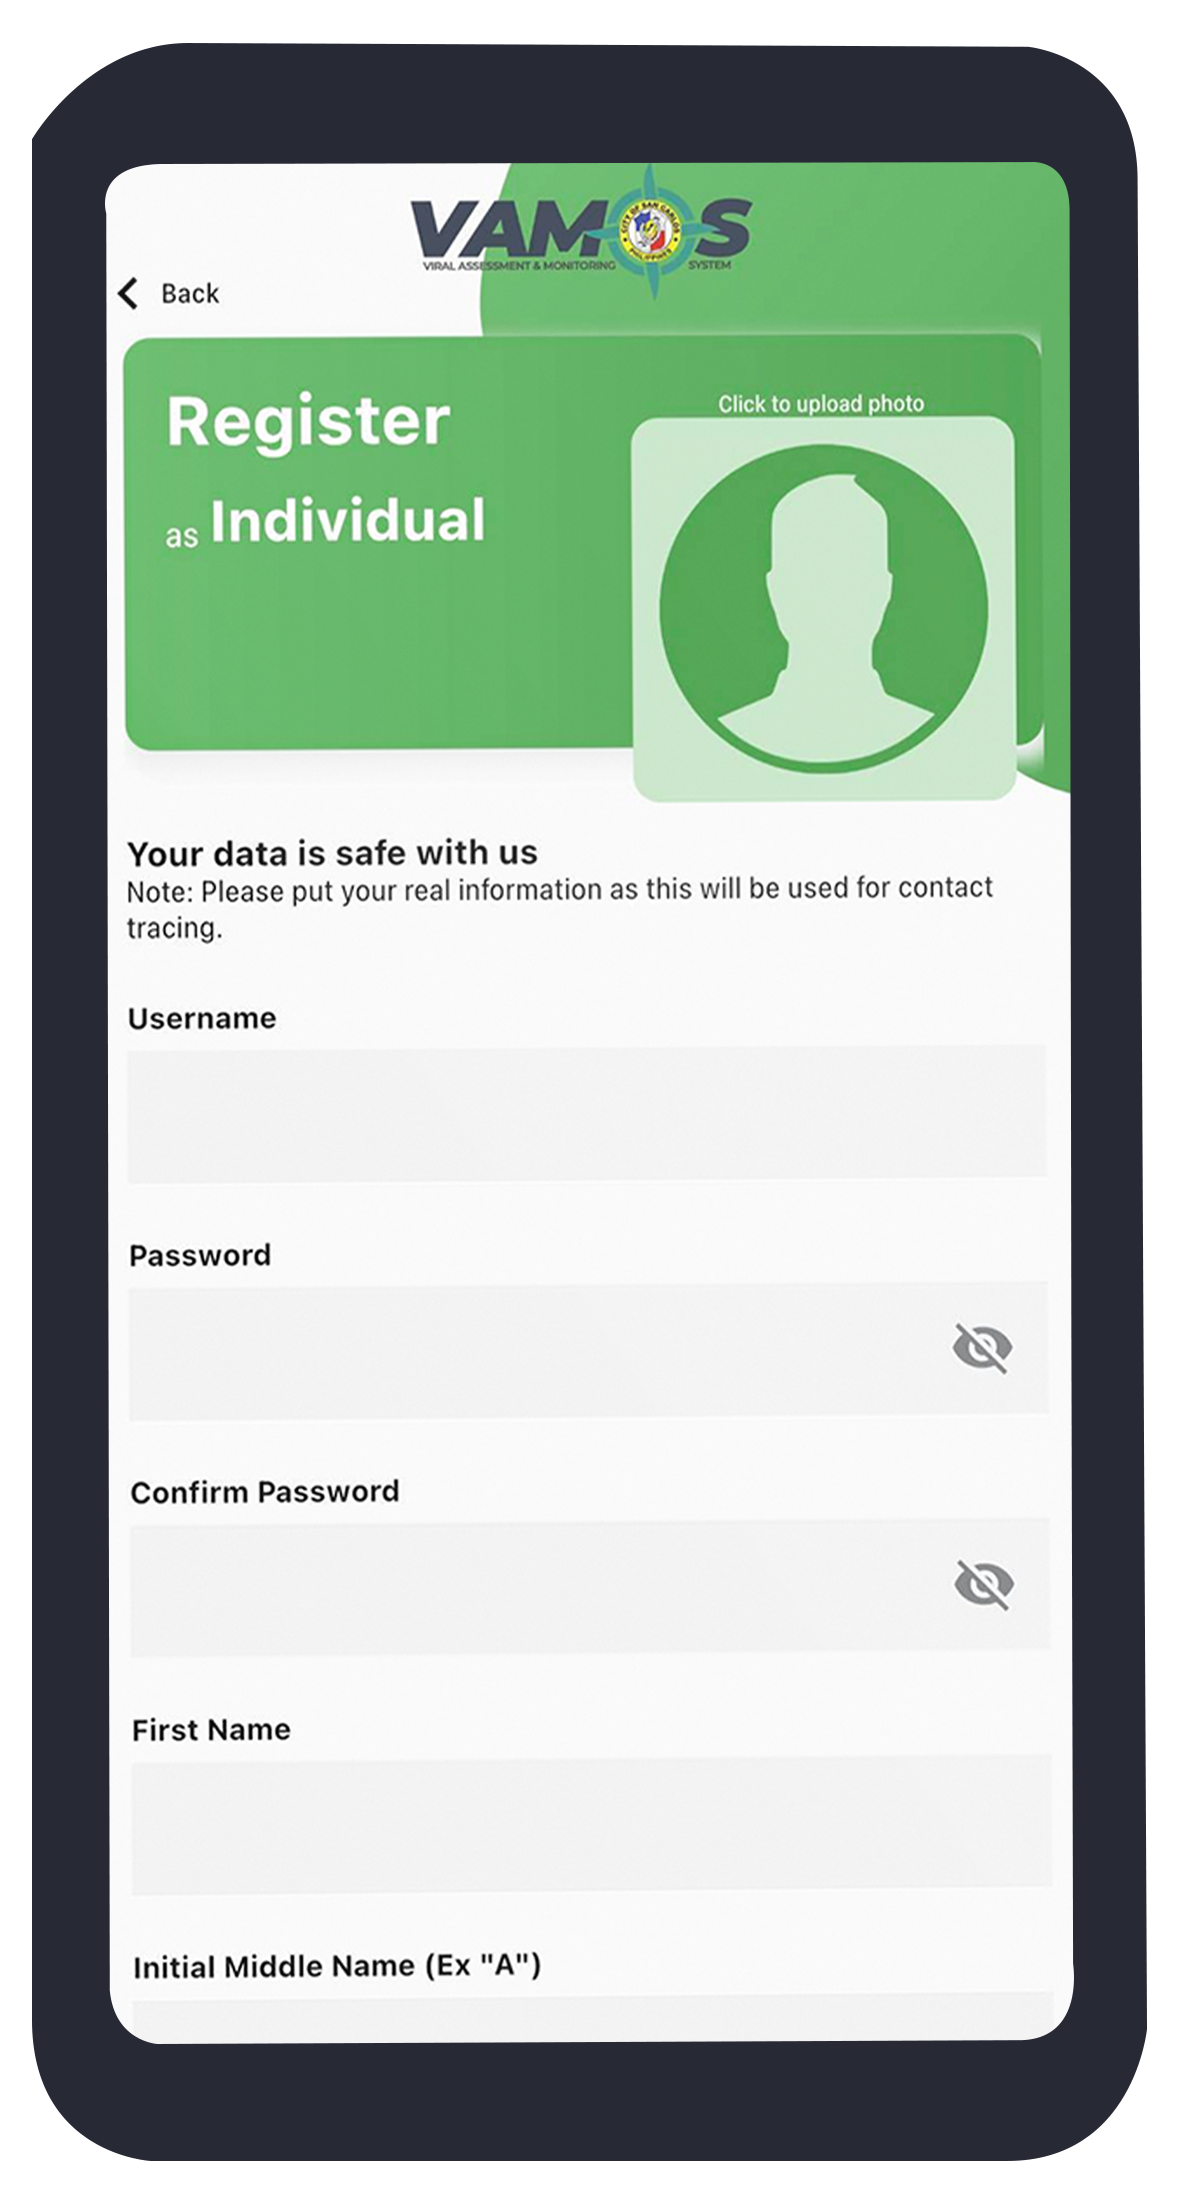 VAMOS
VIRAL ASSESSMENT & MONITORING SYSTEM
CITY OF SAN CARLOS
PHILIPPINES
Back
Register
Click to upload photo
as Individual
Your data is safe with us
Note: Please put your real information as this will be used for contact
tracing.
Username
Password
Confirm Password
First Name
Initial Middle Name (Ex "A")